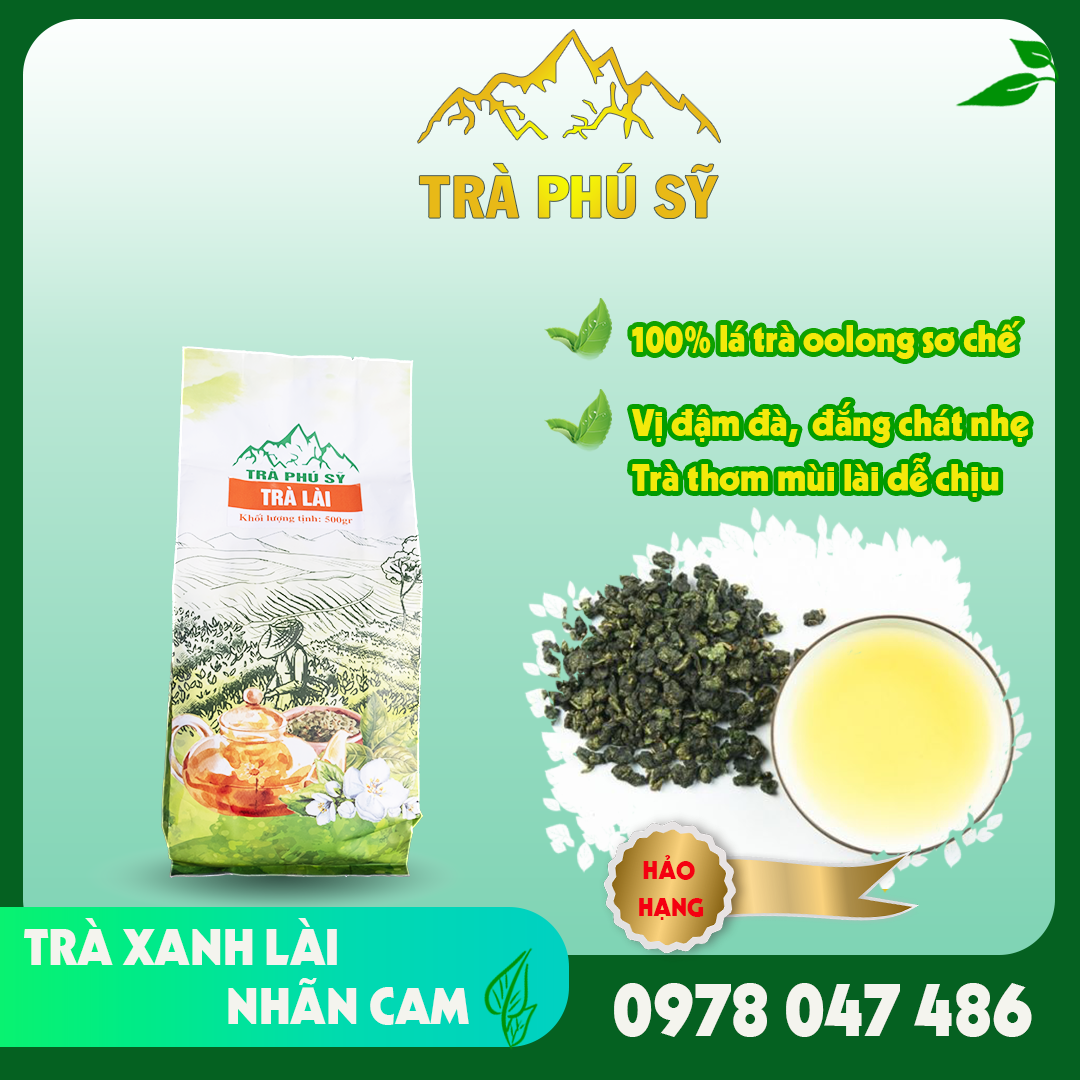 TRÀ PHÚ SỸ
100% lá trà oolong sơ chế
Vị đậm đà, đắng chát nhẹ
Trà thơm mùi lài dễ chịu
TRÀ PHÚ SỸ
TRÀ LÀI
Khối lượng tịnh: 500gr
HẢO
HẠNG
TRÀ XANH LÀI
NHÃN CAM
0978 047 486